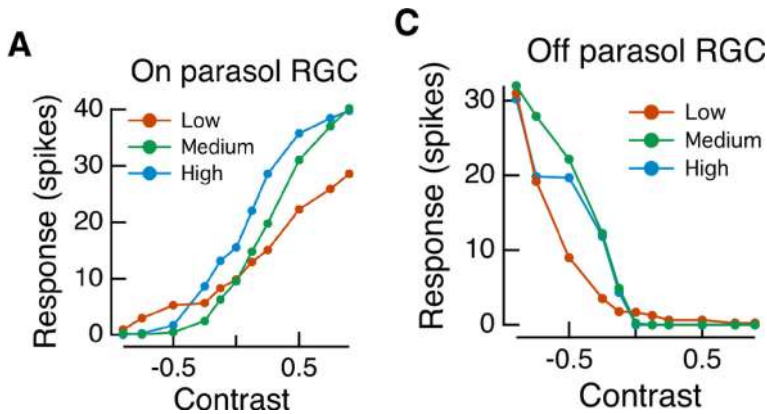 A
On parasol RGC
Response (spikes)
40
30
20
10
0
Low
Medium
High
-0.5
0.5
Contrast
C
Off parasol RGC
Response (spikes)
30
20
10
0
Low
Medium
High
-0.5
0.5
Contrast